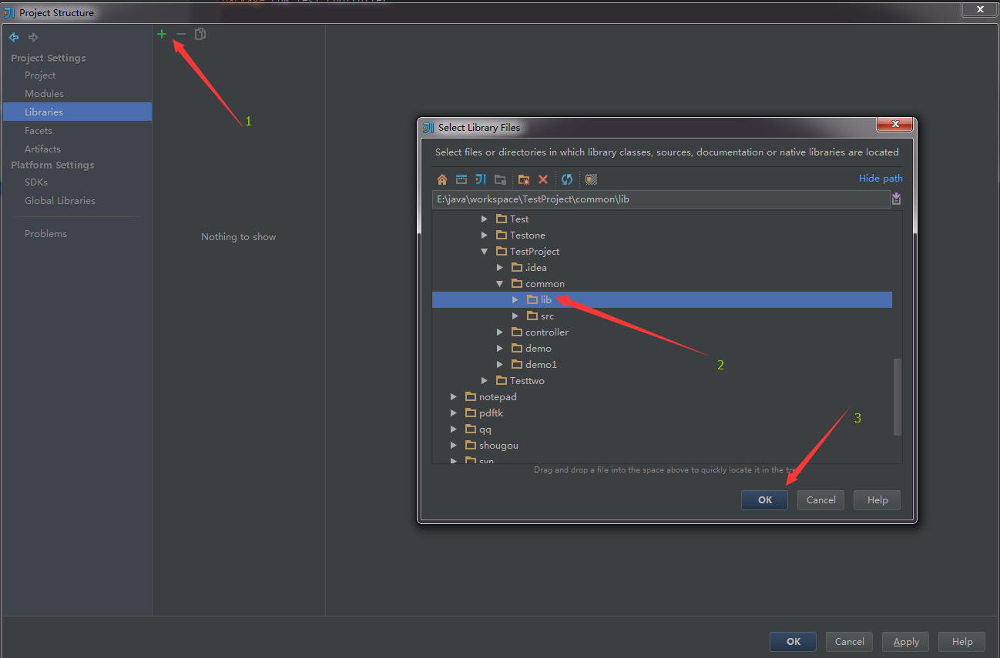 Project Structure
Project Settings
Project
Modules
Libraries
Facets
Artifacts
Platform Settings
SDKs
Global Libraries
Problems
1
Nothing to show
Select Library Files
Select files or directories in which library classes, sources, documentation or native libraries are located
Hide path
E:\java\workspace\TestProject\common\lib
Test
Testone
TestProject
.idea
common
lib
src
controller
demo
demo1
Testtwo
notepad
pdftk
qq
shougou
svn
2
3
Drag and drop a file into the space above to quickly locate it in the tre
OK
Cancel
Help
OK
Cancel
Apply
Help